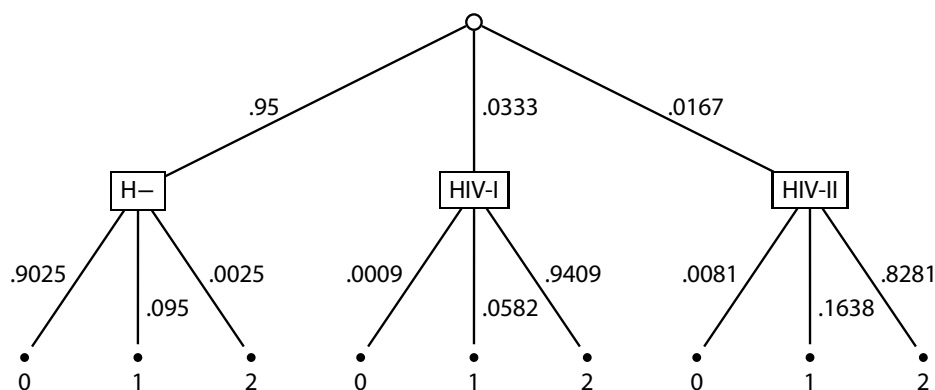 .95 .0333 .0167
H− HIV-I HIV-II
.9025 .0025 .0009 .9409 .0081 .8281
.095 .0582 .1638
0 1 2 0 1 2 0 1 2